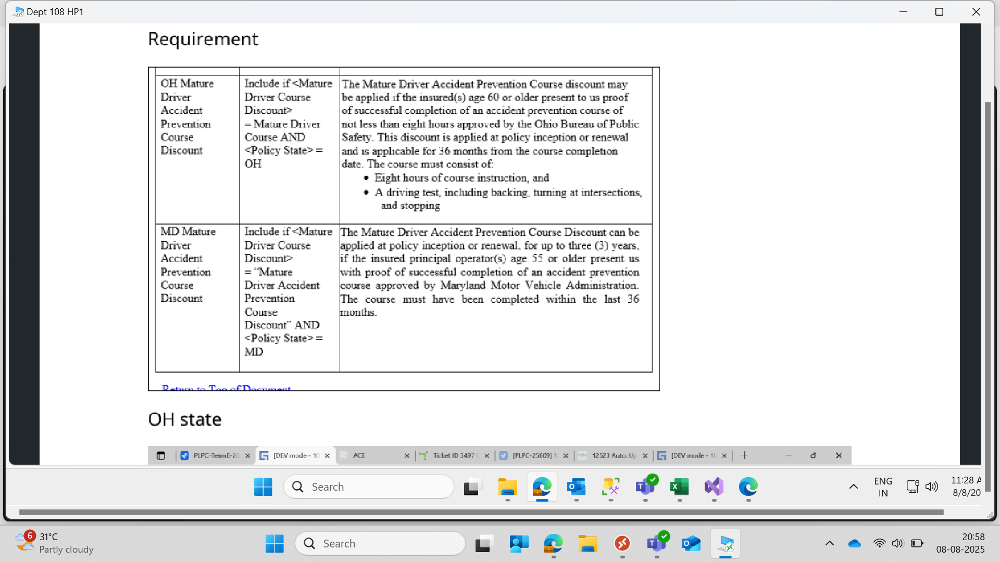 Dept 108 HP1
Requirement
OH Mature
Driver
Accident
Prevention
Course
Discount
Include if <Mature
Driver Course
Discount>
= Mature Driver
Course AND
<Policy State> =
OH
The Mature Driver Accident Prevention Course discount may
be applied if the insured(s) age 60 or older present to us proof
of successful completion of an accident prevention course of
not less than eight hours approved by the Ohio Bureau of Public
Safety. This discount is applied at policy inception or renewal
and is applicable for 36 months from the course completion
date. The course must consist of:
• Eight hours of course instruction, and
• A driving test, including backing, turning at intersections,
and stopping
MD Mature
Driver
Accident
Prevention
Course
Discount
Include if <Mature
Driver Course
Discount>
= “Mature
Driver Accident
Prevention
Course
Discount” AND
<Policy State> =
MD
The Mature Driver Accident Prevention Course Discount can be
applied at policy inception or renewal, for up to three (3) years,
if the insured principal operator(s) age 55 or older present us
with proof of successful completion of an accident prevention
course approved by Maryland Motor Vehicle Administration.
The course must have been completed within the last 36
months.
Return to Top of Document
OH state
PLPC-TeamE-20
[DEV mode - 10
ACE
Ticket ID 3497
[PLPC-25809] 1
12523 Auto: Up
[DEV mode - 10
Search
ENG
IN
11:28 A
8/8/20
6
31°C
Partly cloudy
Search
20:58
08-08-2025